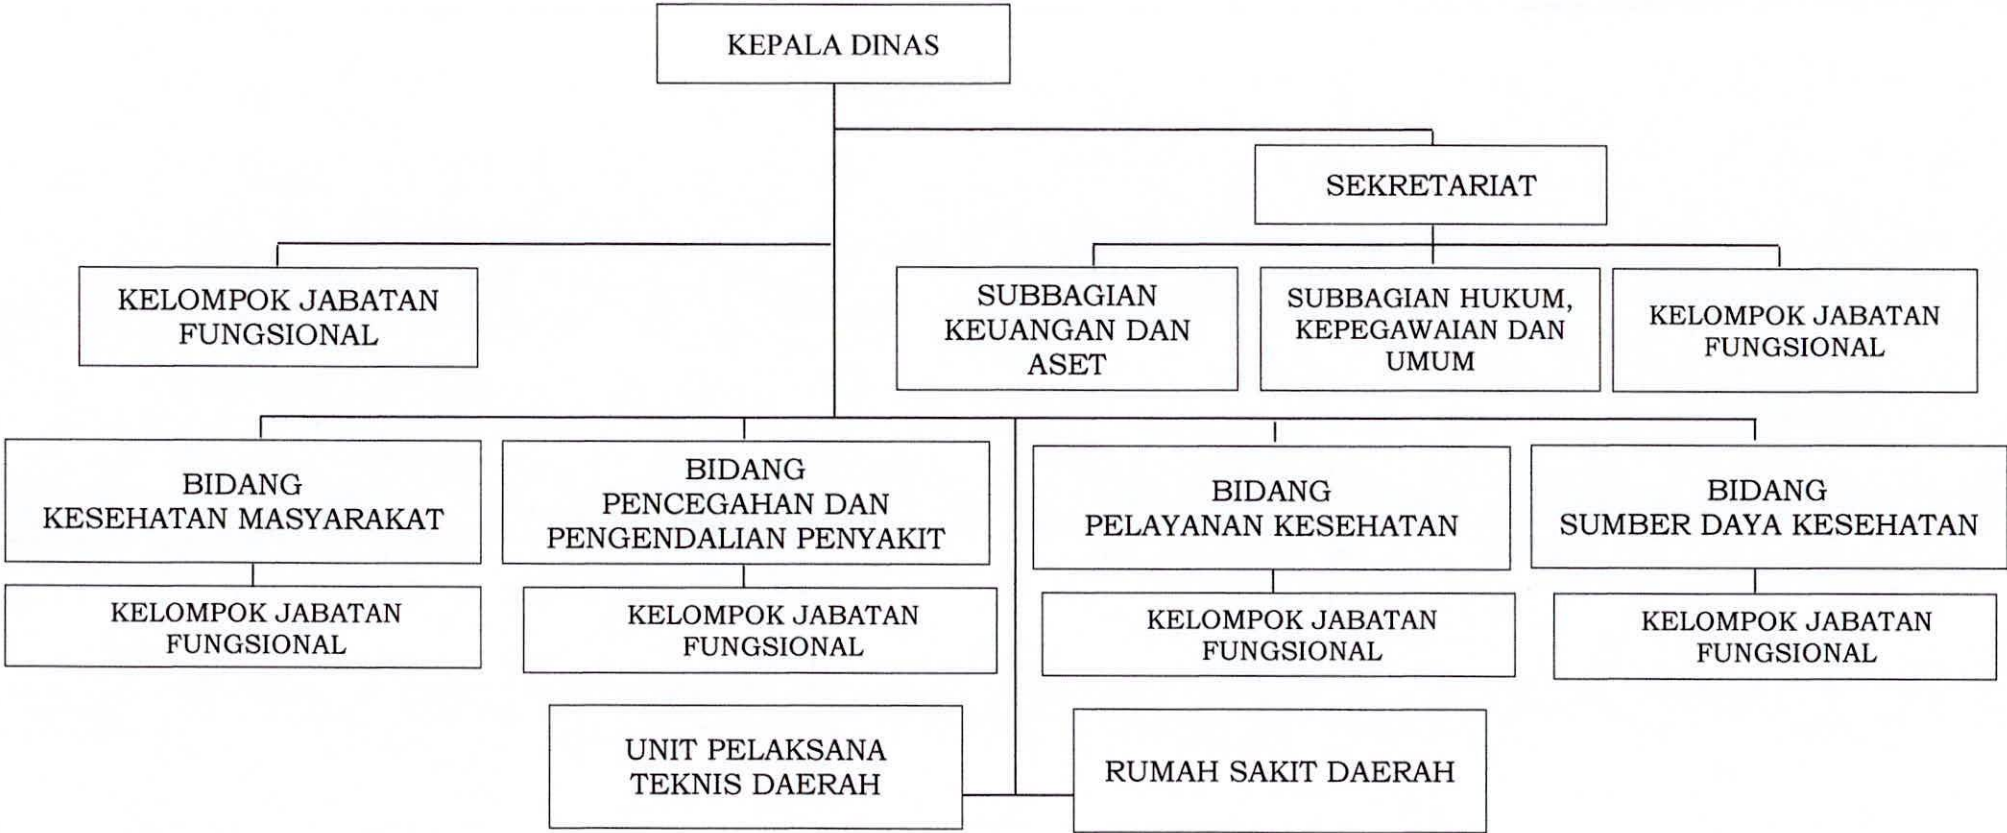 KEPALA DINAS
SEKRETARIAT
KELOMPOK JABATAN
FUNGSIONAL
SUBBAGIAN
KEUANGAN DAN
ASET
SUBBAGIAN HUKUM,
KEPEGAWAIAN DAN
UMUM
KELOMPOK JABATAN
FUNGSIONAL
BIDANG
KESEHATAN MASYARAKAT
BIDANG
PENCEGAHAN DAN
PENGENDALIAN PENYAKIT
BIDANG
PELAYANAN KESEHATAN
BIDANG
SUMBER DAYA KESEHATAN
KELOMPOK JABATAN
FUNGSIONAL
KELOMPOK JABATAN
FUNGSIONAL
KELOMPOK JABATAN
FUNGSIONAL
KELOMPOK JABATAN
FUNGSIONAL
UNIT PELAKSANA
TEKNIS DAERAH
RUMAH SAKIT DAERAH